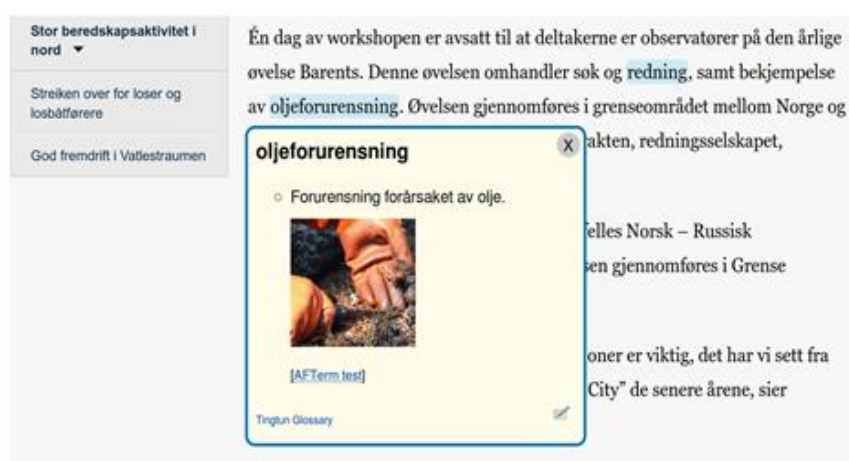 Stor beredskapsaktivitet i
nord
Streiken over for loser og
losbåtførere
God fremdrift i Vatlestraumen
Én dag av workshopen er avsatt til at deltakerne er observatører på den årlige
øvelse Barents. Denne øvelsen omhandler søk og redning, samt bekjempelse
av oljeforurensning. Øvelsen gjennomføres i grenseområdet mellom Norge og
akten, redningsselskapet,
elles Norsk – Russisk
sen gjennomføres i Grense
oner er viktig, det har vi sett fra
City” de senere årene, sier
oljeforurensning
X
Forurensning forårsaket av olje.
[AFTerm test]
Tingtun Glossary